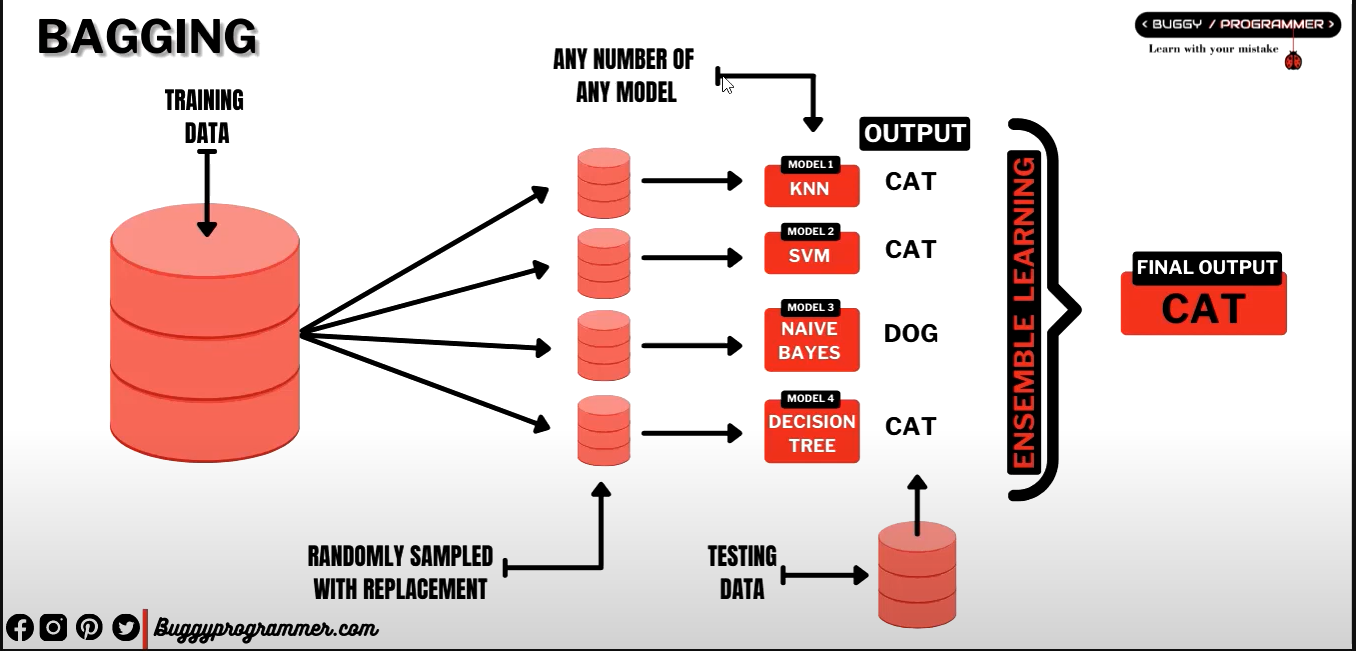 BAGGING
< BUGGY / PROGRAMMER >
Learn with your mistake
TRAINING
DATA
ANY NUMBER OF
ANY MODEL
OUTPUT
MODEL 1
KNN
CAT
MODEL 2
SVM
CAT
MODEL 3
NAIVE
BAYES
DOG
MODEL 4
DECISION
TREE
CAT
ENSEMBLE LEARNING
FINAL OUTPUT
CAT
RANDOMLY SAMPLED
WITH REPLACEMENT
TESTING
DATA
Buggyprogrammer.com